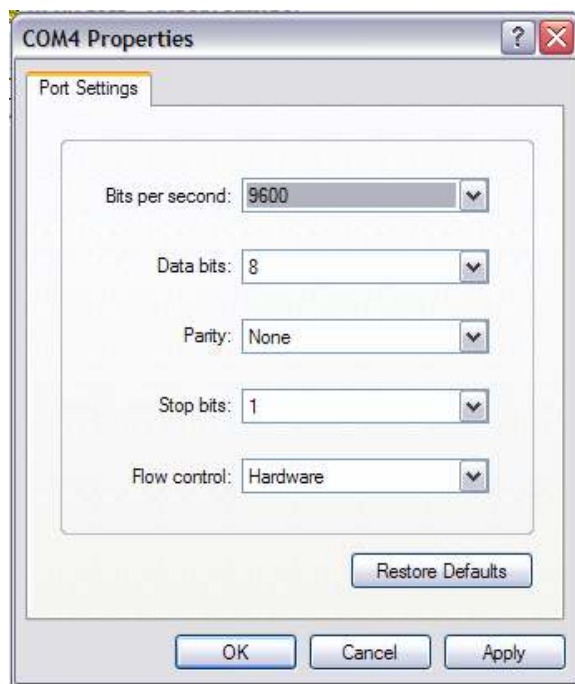 COM4 Properties
Port Settings
Bits per second: 9600
Data bits: 8
Parity: None
Stop bits: 1
Flow control: Hardware
Restore Defaults
OK Cancel Apply